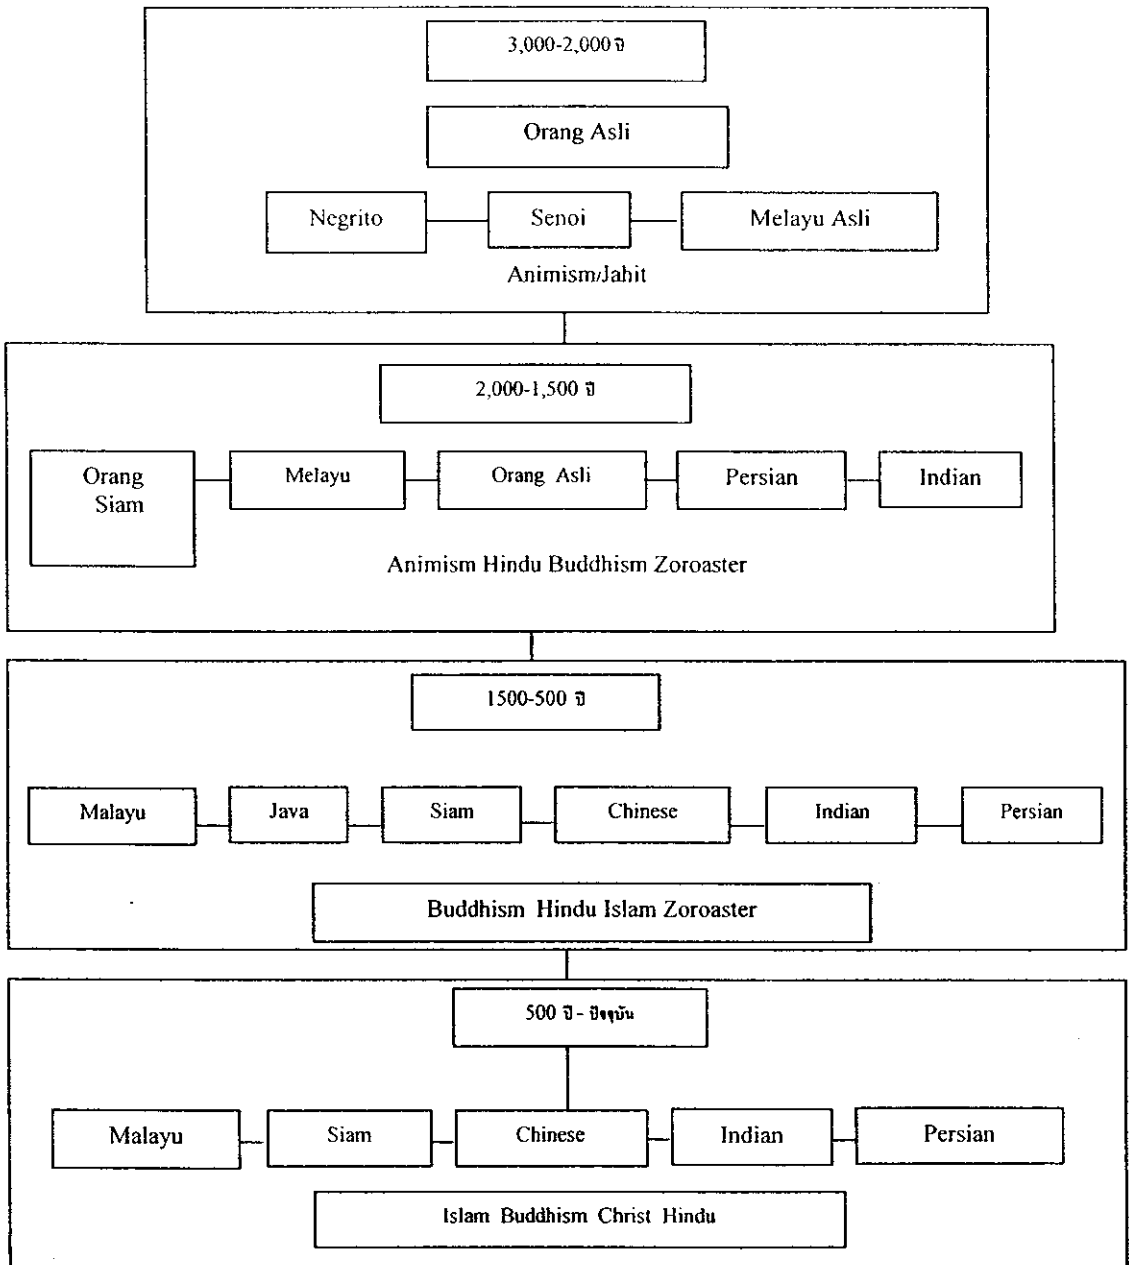 3,000-2,000 ปี
Orang Asli
Negrito Senoi Melayu Asli
Animism/Jahit
2,000-1,500 ปี
Orang Siam Melayu Orang Asli Persian Indian
Animism Hindu Buddhism Zoroaster
1500-500 ปี
Malayu Java Siam Chinese Indian Persian
Buddhism Hindu Islam Zoroaster
500 ปี - ปัจจุบัน
Malayu Siam Chinese Indian Persian
Islam Buddhism Christ Hindu